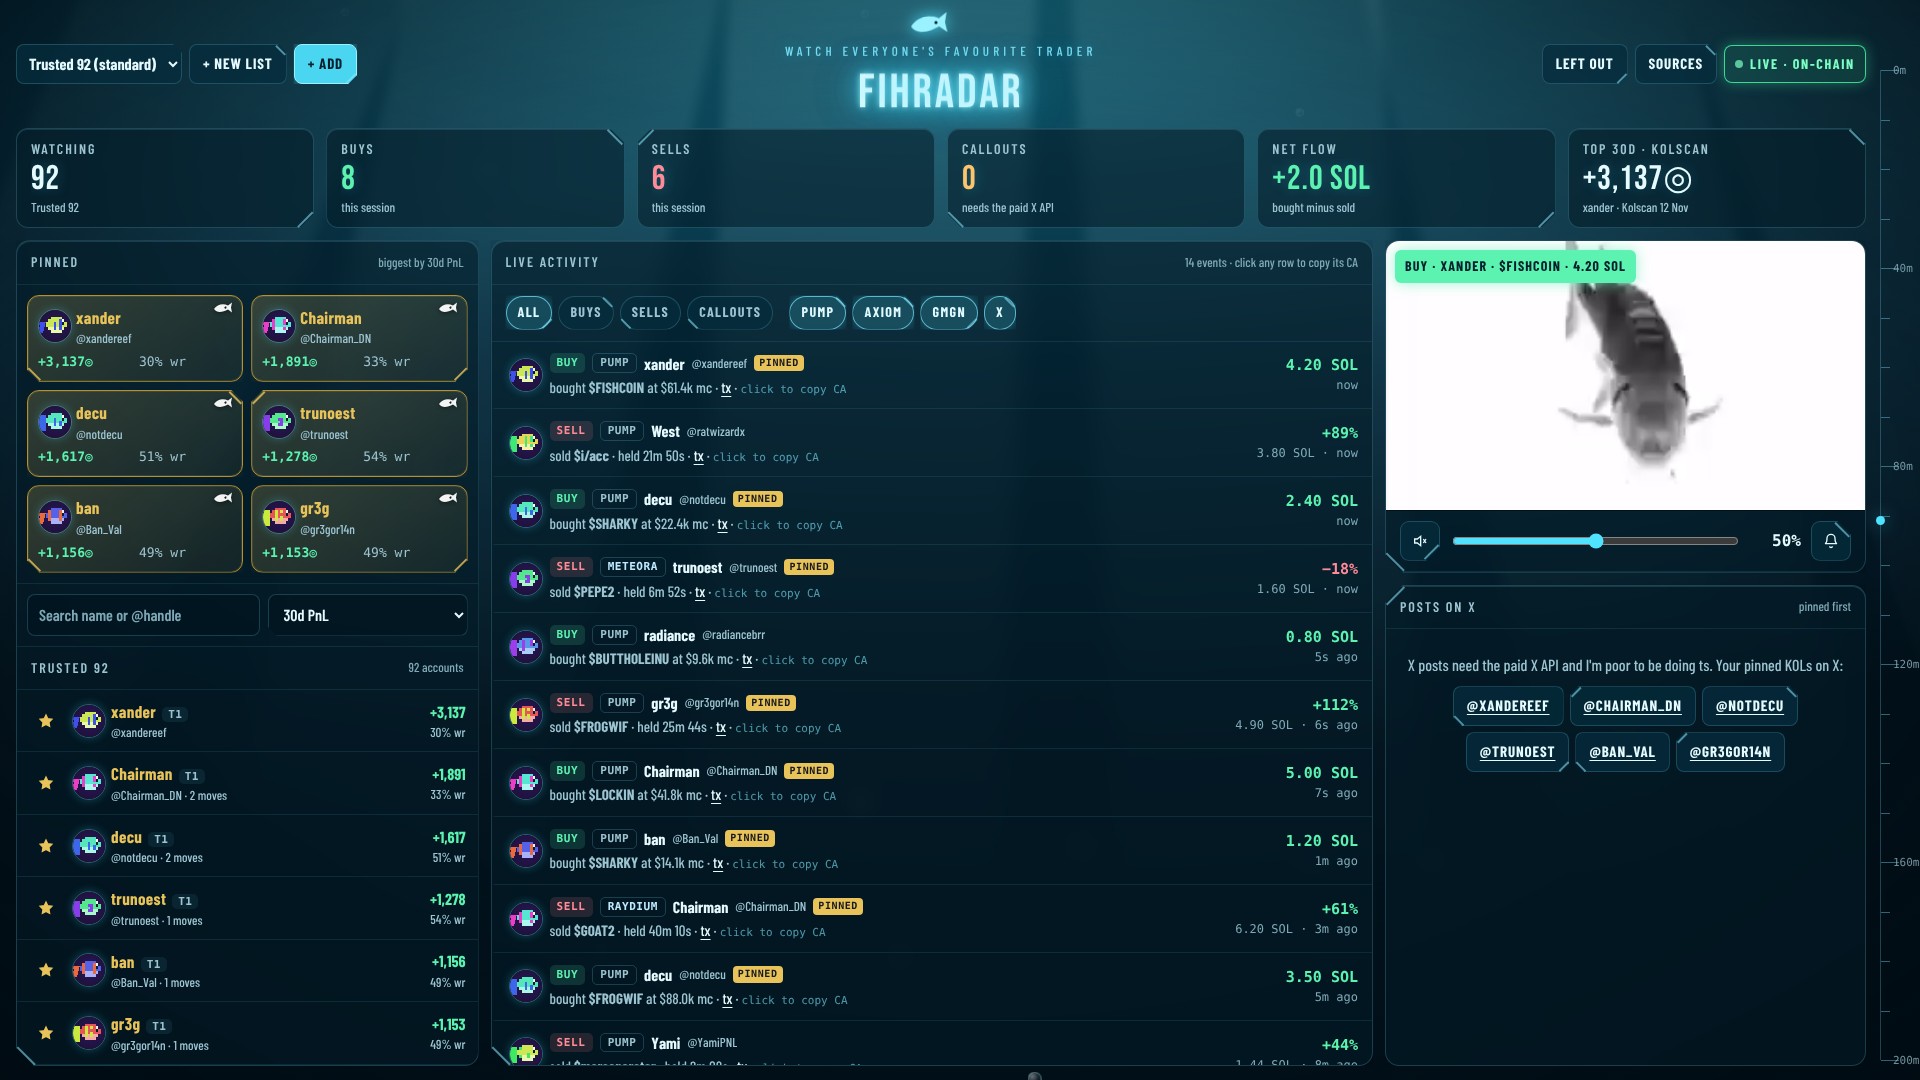 WATCH EVERYONE'S FAVOURITE TRADER
FIHRADAR
Trusted 92 (standard)
+ NEW LIST
+ ADD
LEFT OUT
SOURCES
LIVE · ON-CHAIN
WATCHING
92
Trusted 92
BUYS
8
this session
SELLS
6
this session
CALLOUTS
0
needs the paid X API
NET FLOW
+2.0 SOL
bought minus sold
TOP 30D · KOLSCAN
+3,137◎
xander · Kolscan 12 Nov
PINNED
biggest by 30d PnL
xander
@xandereef
+3,137◎ 30% wr
Chairman
@Chairman_DN
+1,891◎ 33% wr
decu
@notdecu
+1,617◎ 51% wr
trunoest
@trunoest
+1,278◎ 54% wr
ban
@Ban_Val
+1,156◎ 49% wr
gr3g
@gr3gor14n
+1,153◎ 49% wr
Search name or @handle
30d PnL
TRUSTED 92
92 accounts
xander T1 +3,137
@xandereef 30% wr
Chairman T1 +1,891
@Chairman_DN · 2 moves 33% wr
decu T1 +1,617
@notdecu · 2 moves 51% wr
trunoest T1 +1,278
@trunoest · 1 moves 54% wr
ban T1 +1,156
@Ban_Val · 1 moves 49% wr
gr3g T1 +1,153
@gr3gor14n · 1 moves 49% wr
LIVE ACTIVITY
14 events · click any row to copy its CA
ALL BUYS SELLS CALLOUTS PUMP AXIOM GMGN X
BUY PUMP xander @xandereef PINNED 4.20 SOL
bought $FISHCOIN at $61.4k mc · tx · click to copy CA now
SELL PUMP West @ratwizardx +89%
sold $i/acc · held 21m 50s · tx · click to copy CA 3.80 SOL · now
BUY PUMP decu @notdecu PINNED 2.40 SOL
bought $SHARKY at $22.4k mc · tx · click to copy CA now
SELL METEORA trunoest @trunoest PINNED −18%
sold $PEPE2 · held 6m 52s · tx · click to copy CA 1.60 SOL · now
BUY PUMP radiance @radiancebrr 0.80 SOL
bought $BUTTHOLEINU at $9.6k mc · tx · click to copy CA 5s ago
SELL PUMP gr3g @gr3gor14n PINNED +112%
sold $FROGWIF · held 25m 44s · tx · click to copy CA 4.90 SOL · 6s ago
BUY PUMP Chairman @Chairman_DN PINNED 5.00 SOL
bought $LOCKIN at $41.8k mc · tx · click to copy CA 7s ago
BUY PUMP ban @Ban_Val PINNED 1.20 SOL
bought $SHARKY at $14.1k mc · tx · click to copy CA 1m ago
SELL RAYDIUM Chairman @Chairman_DN PINNED +61%
sold $GOAT2 · held 40m 10s · tx · click to copy CA 6.20 SOL · 3m ago
BUY PUMP decu @notdecu PINNED 3.50 SOL
bought $FROGWIF at $88.0k mc · tx · click to copy CA 5m ago
SELL PUMP Yami @YamiPNL +44%
BUY · XANDER · $FISHCOIN · 4.20 SOL
50%
POSTS ON X
pinned first
X posts need the paid X API and I'm poor to be doing ts. Your pinned KOLs on X:
@XANDEREEF @CHAIRMAN_DN @NOTDECU
@TRUNOEST @BAN_VAL @GR3GOR14N
0m
40m
80m
120m
160m
200m